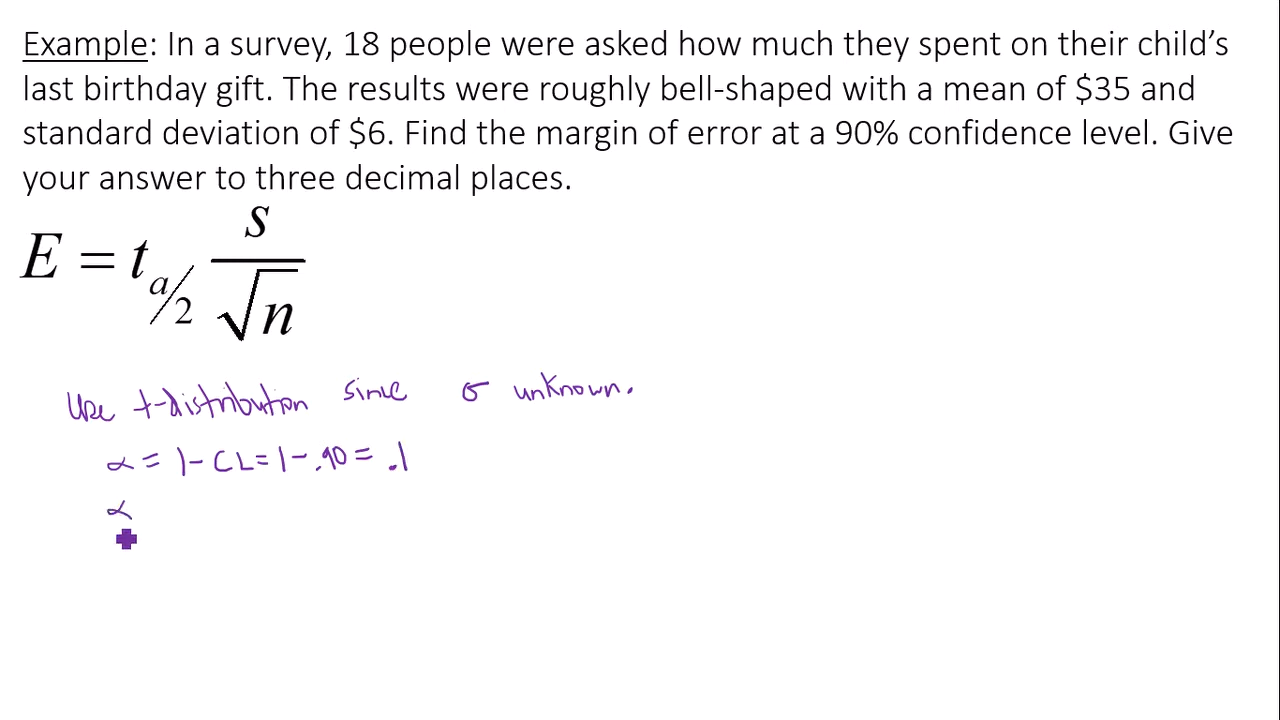 Example: In a survey, 18 people were asked how much they spent on their child’s
last birthday gift. The results were roughly bell-shaped with a mean of $35 and
standard deviation of $6. Find the margin of error at a 90% confidence level. Give
your answer to three decimal places.
E = t_{a/2} \frac{s}{\sqrt{n}}
Use t-distribution since σ unknown.
α = 1 - CL = 1 - .90 = .1
α